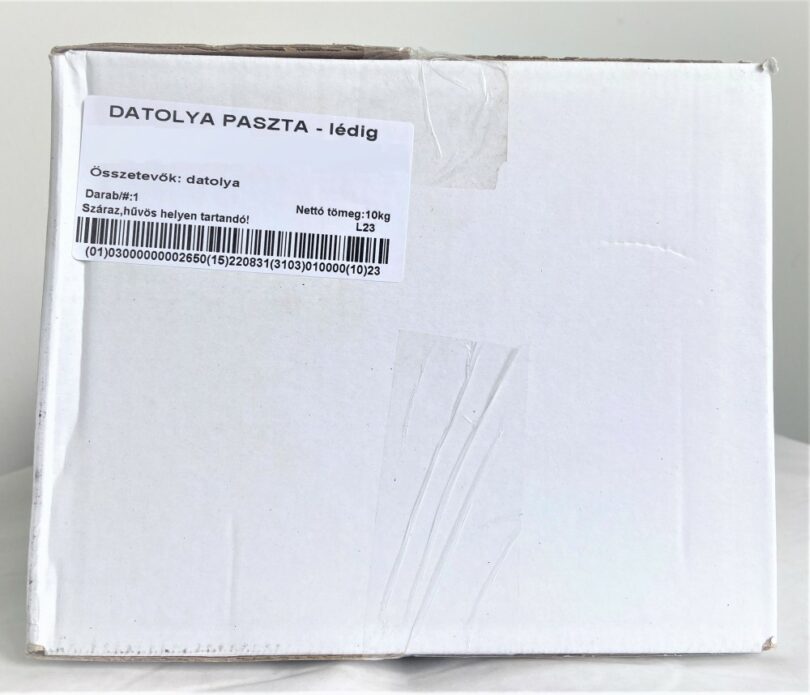 DATOLYA PASZTA - lédig
Összetevők: datolya
Darab/#:1
Száraz,hűvös helyen tartandó!
Nettó tömeg:10kg
L23
(01)03000000002650(15)220831(3103)010000(10)23